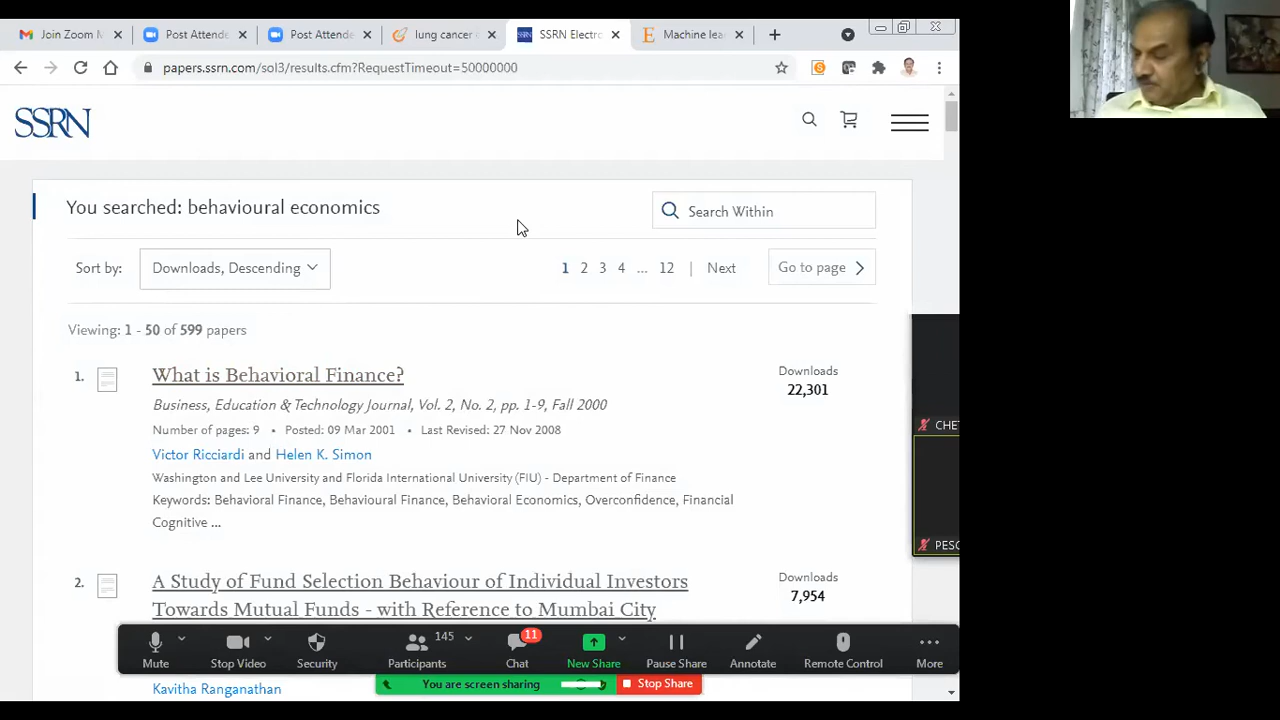 Join Zoom M
Post Attende
Post Attende
lung cancer
SSRN Electro
Machine lea
papers.ssrn.com/sol3/results.cfm?RequestTimeout=50000000
SSRN
You searched: behavioural economics
Search Within
Sort by:
Downloads, Descending
1 2 3 4 ... 12 | Next
Go to page
Viewing: 1 - 50 of 599 papers
1.
What is Behavioral Finance?
Downloads
22,301
Business, Education & Technology Journal, Vol. 2, No. 2, pp. 1-9, Fall 2000
Number of pages: 9 • Posted: 09 Mar 2001 • Last Revised: 27 Nov 2008
CHET
Victor Ricciardi and Helen K. Simon
Washington and Lee University and Florida International University (FIU) - Department of Finance
Keywords: Behavioral Finance, Behavioural Finance, Behavioral Economics, Overconfidence, Financial
Cognitive ...
PESC
2.
A Study of Fund Selection Behaviour of Individual Investors
Towards Mutual Funds - with Reference to Mumbai City
Downloads
7,954
145
11
Mute
Stop Video
Security
Participants
Chat
New Share
Pause Share
Annotate
Remote Control
More
Kavitha Ranganathan
You are screen sharing
Stop Share